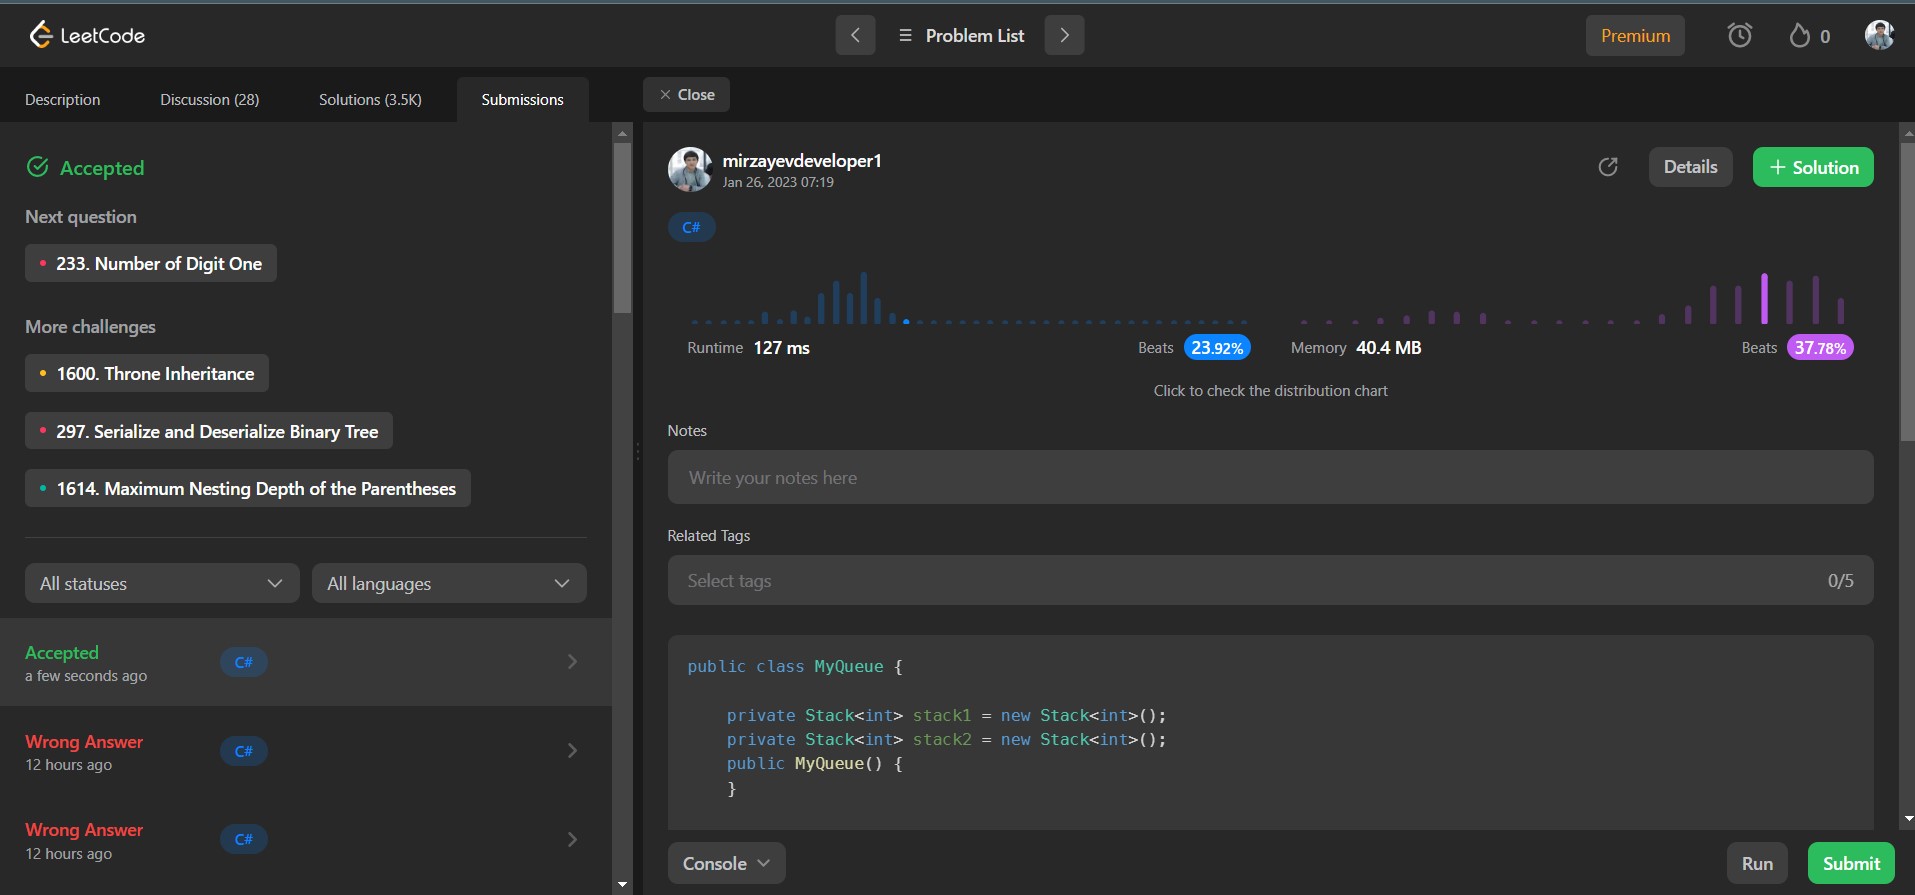 LeetCode
Problem List
Premium
0
Description
Discussion (28)
Solutions (3.5K)
Submissions
Close
Accepted
Next question
233. Number of Digit One
More challenges
1600. Throne Inheritance
297. Serialize and Deserialize Binary Tree
1614. Maximum Nesting Depth of the Parentheses
All statuses
All languages
Accepted
a few seconds ago
C#
Wrong Answer
12 hours ago
C#
Wrong Answer
12 hours ago
C#
mirzayevdeveloper1
Jan 26, 2023 07:19
Details
+ Solution
C#
Runtime 127 ms
Beats 23.92%
Memory 40.4 MB
Beats 37.78%
Click to check the distribution chart
Notes
Write your notes here
Related Tags
Select tags
0/5
public class MyQueue {
private Stack<int> stack1 = new Stack<int>();
private Stack<int> stack2 = new Stack<int>();
public MyQueue() {
}
Console
Run
Submit